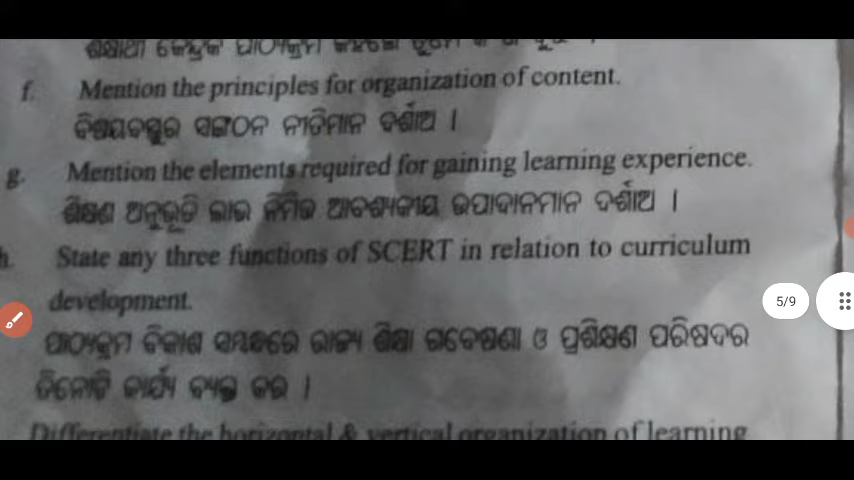 f. Mention the principles for organization of content.
ବିଷୟବସ୍ତୁର ସଙ୍ଗଠନ ନୀତିମାନ ଦର୍ଶାଅ ।
g. Mention the elements required for gaining learning experience.
ଶିକ୍ଷଣ ଅନୁଭୂତି ଲାଭ ନିମିତ୍ତ ଆବଶ୍ୟକୀୟ ଉପାଦାନମାନ ଦର୍ଶାଅ ।
h. State any three functions of SCERT in relation to curriculum
development.
ପାଠ୍ୟକ୍ରମ ବିକାଶ ସମ୍ବନ୍ଧରେ ରାଜ୍ୟ ଶିକ୍ଷା ଗବେଷଣା ଓ ପ୍ରଶିକ୍ଷଣ ପରିଷଦର
ତିନୋଟି କାର୍ଯ୍ୟ ବ୍ୟକ୍ତ କର ।
Differentiate the horizontal & vertical organization of learning
5/9